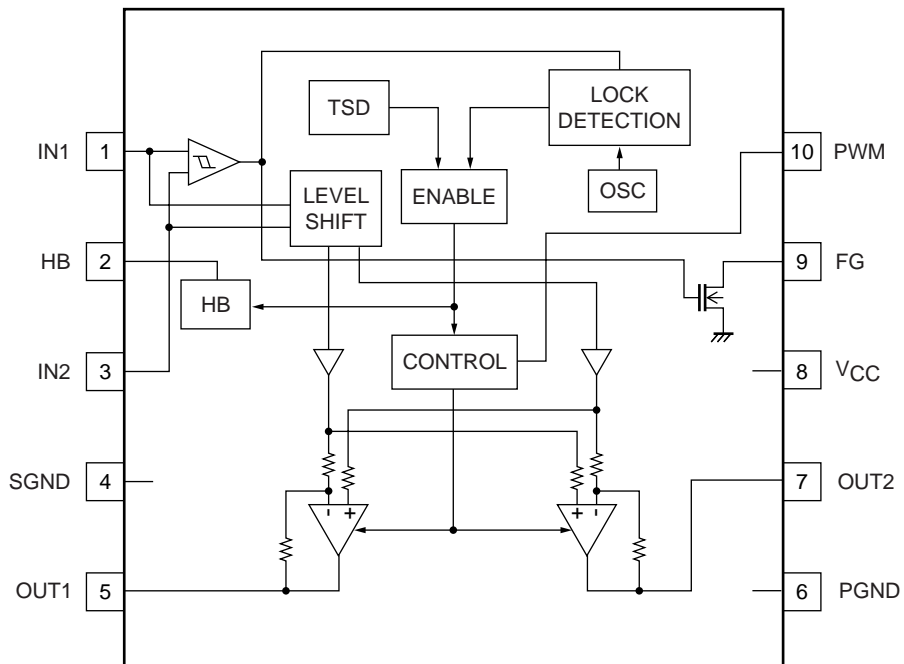 LOCK
DETECTION
TSD
IN1 1
10 PWM
LEVEL
SHIFT
ENABLE
OSC
HB 2
9 FG
HB
IN2 3
CONTROL
8 VCC
SGND 4
7 OUT2
- +
+ -
OUT1 5
6 PGND